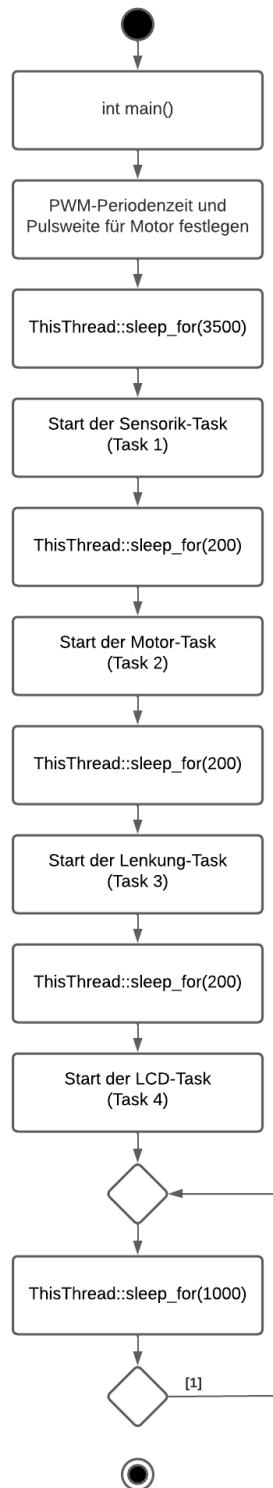 int main()
PWM-Periodenzeit und
Pulsweite für Motor festlegen
ThisThread::sleep_for(3500)
Start der Sensorik-Task
(Task 1)
ThisThread::sleep_for(200)
Start der Motor-Task
(Task 2)
ThisThread::sleep_for(200)
Start der Lenkung-Task
(Task 3)
ThisThread::sleep_for(200)
Start der LCD-Task
(Task 4)
ThisThread::sleep_for(1000)
[1]